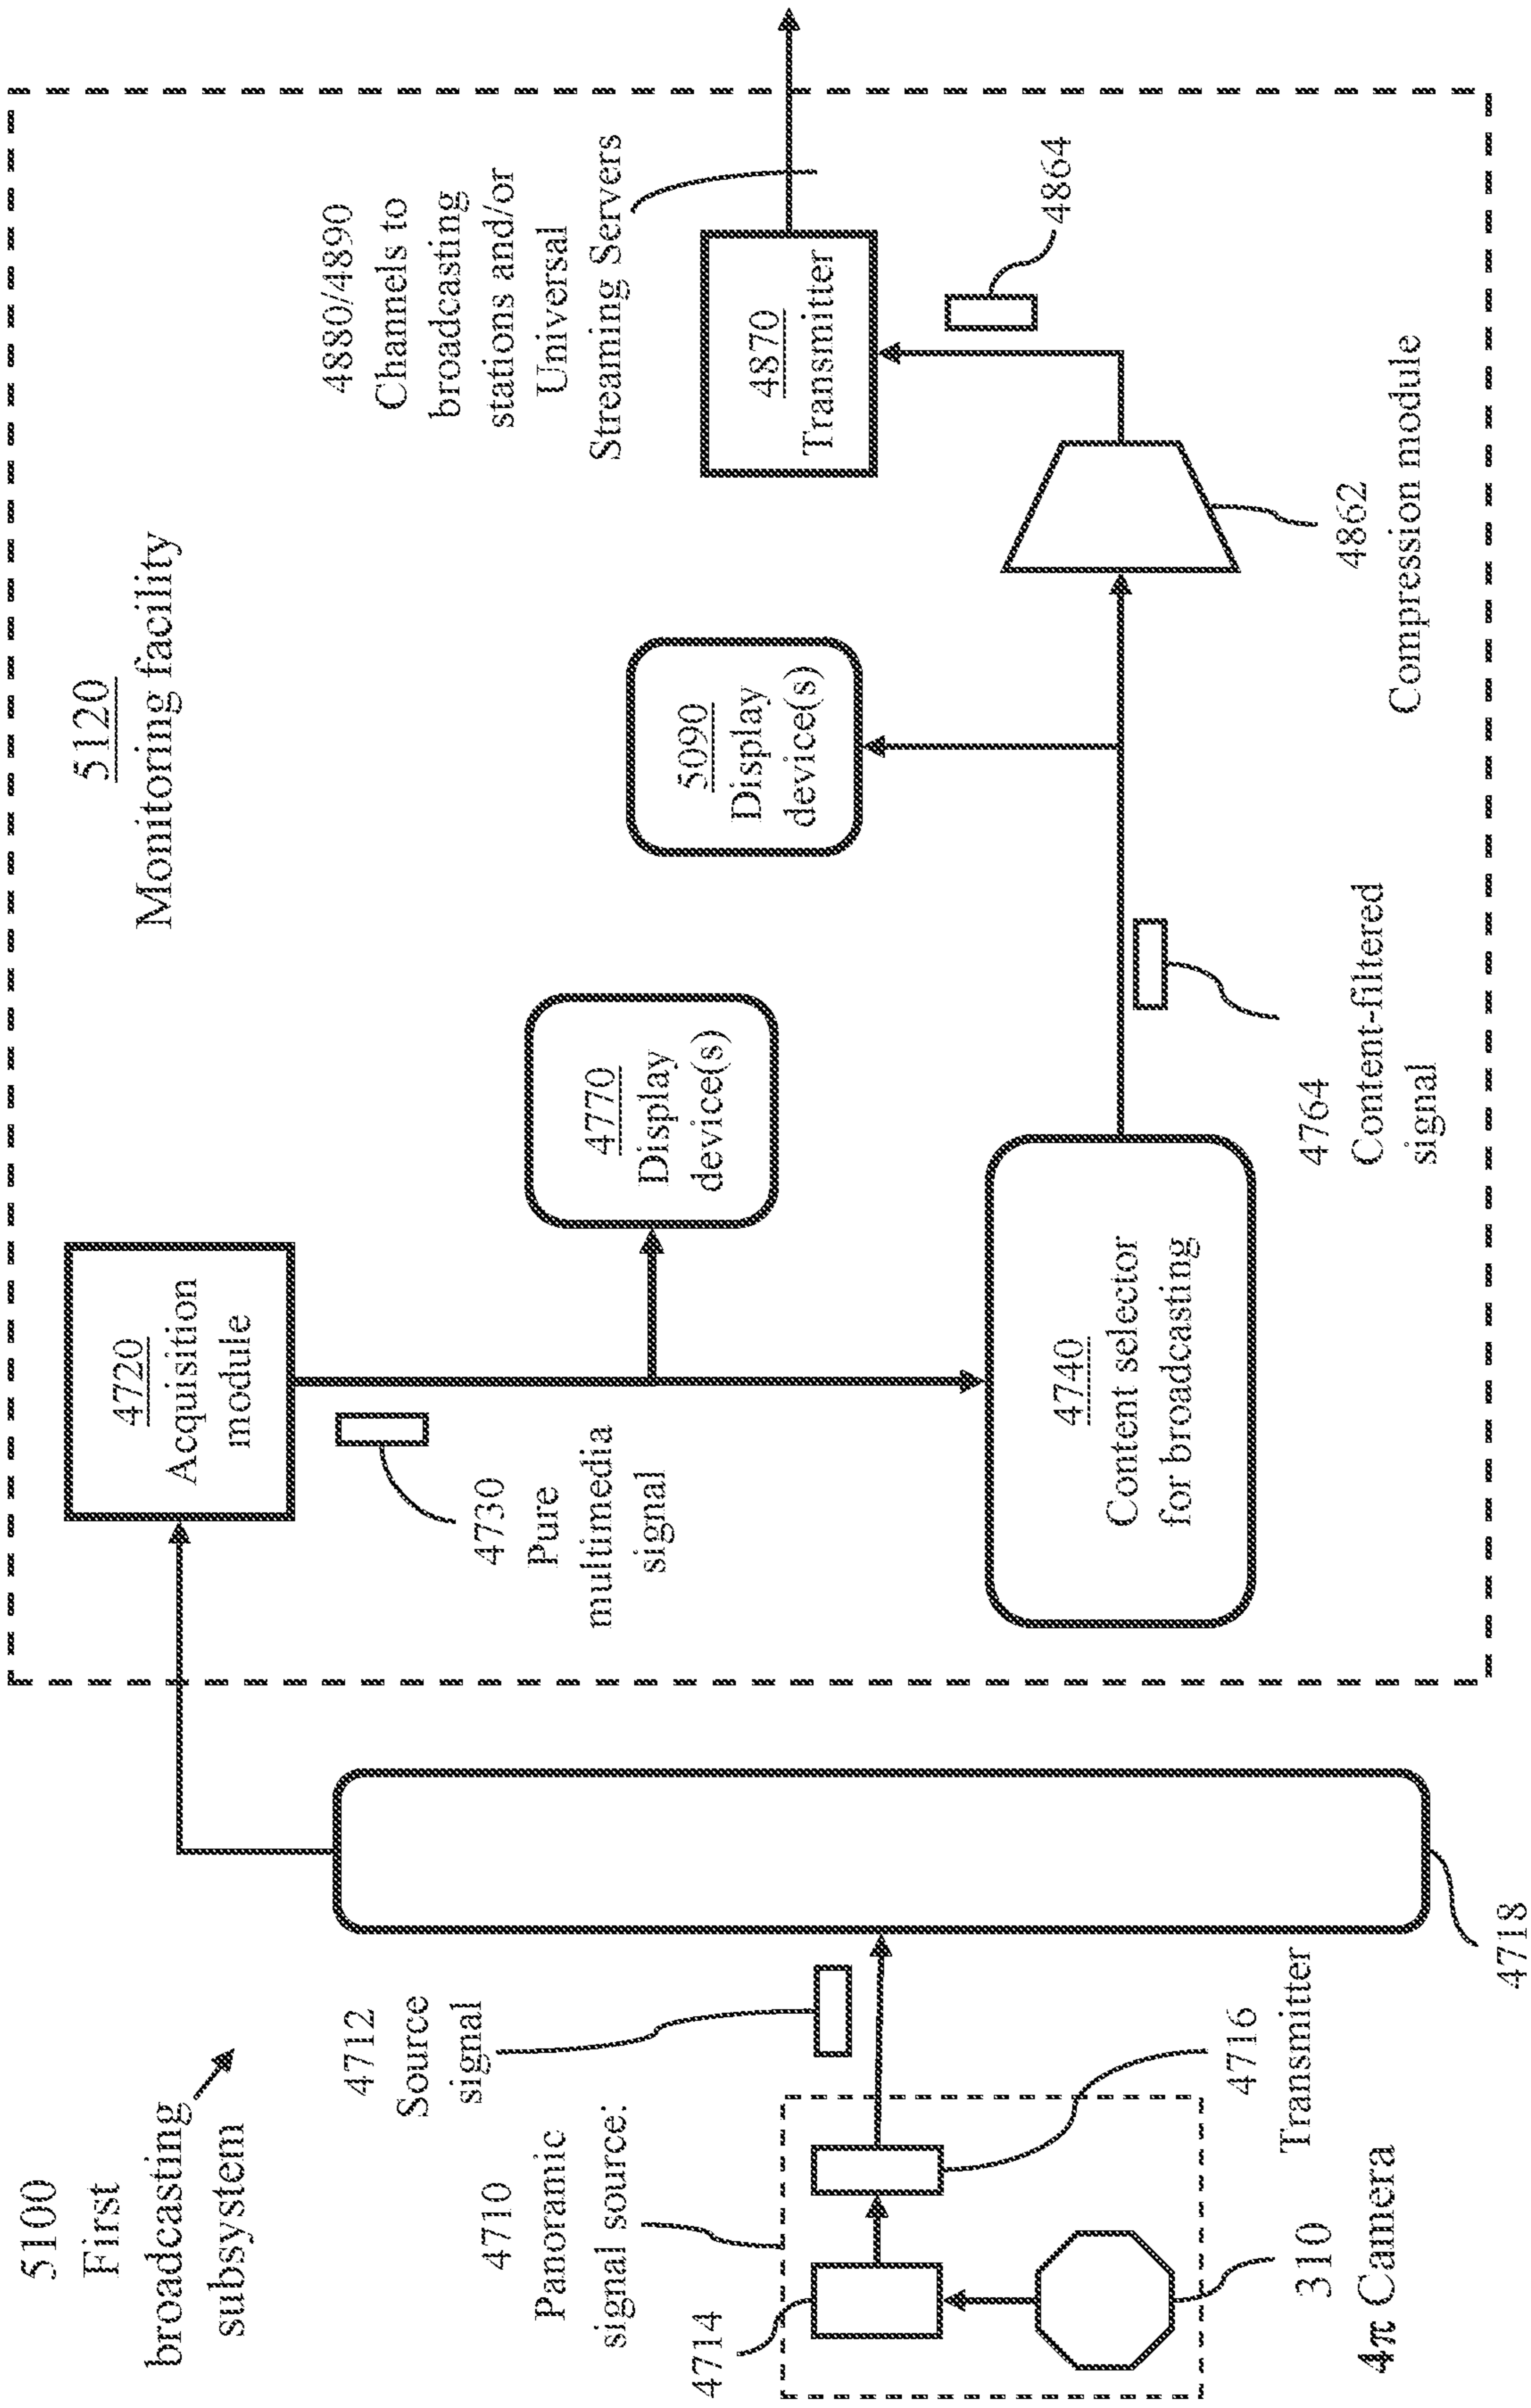 5100
First
broadcasting
subsystem
5120
Monitoring facility
4720
Acquisition
module
4730
Pure
multimedia
signal
4770
Display
device(s)
5090
Display
device(s)
4880/4890
Channels to
broadcasting
stations and/or
Universal
Streaming Servers
4870
Transmitter
4864
4712
Source
signal
4710
Panoramic
signal source:
4714
4716
Transmitter
310
4π Camera
4718
4740
Content selector
for broadcasting
4764
Content-filtered
signal
4862
Compression module